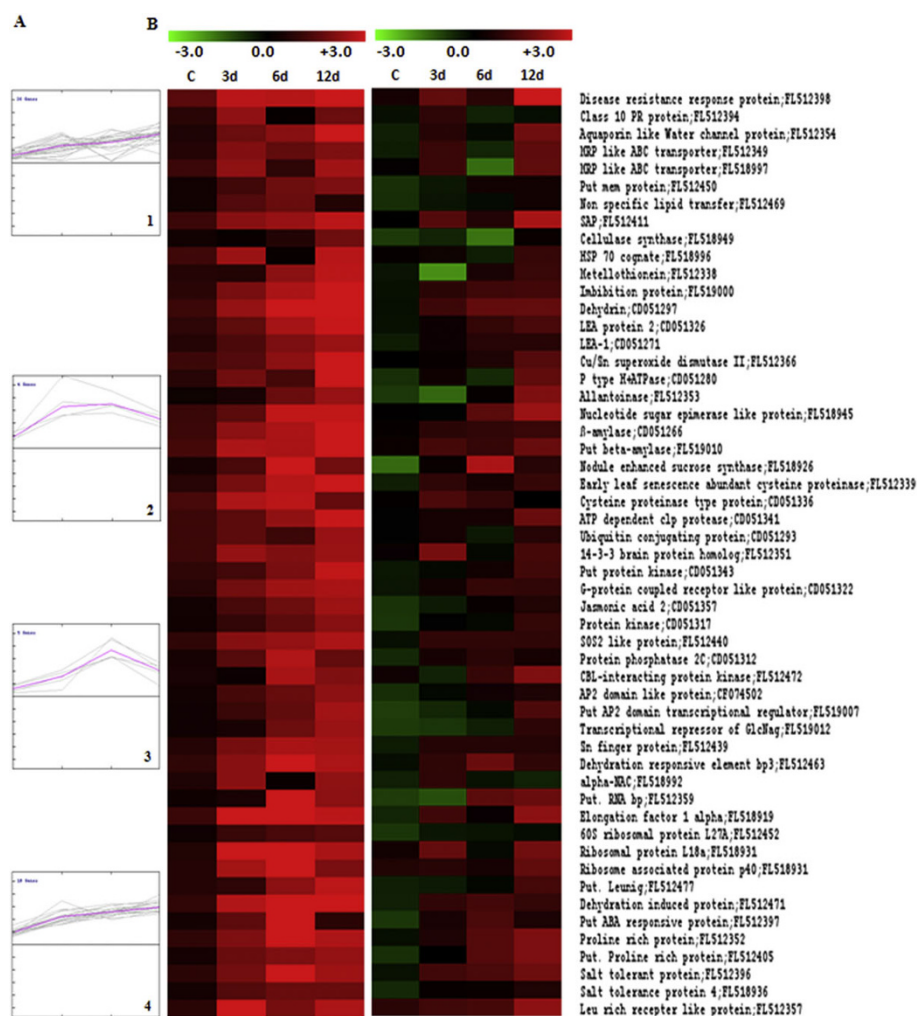 A
B
-3.0 0.0 +3.0
-3.0 0.0 +3.0
C 3d 6d 12d
C 3d 6d 12d
1
2
3
4
Disease resistance response protein;FL512398
Class 10 PR protein;FL512394
Aquaporin like Water channel protein;FL512354
MRP like ABC transporter;FL512349
MRP like ABC transporter;FL518997
Put mem protein;FL512450
Non specific lipid transfer;FL512469
SAP;FL512411
Cellulase synthase;FL518949
HSP 70 cognate;FL518996
Metellothionein;FL512338
Imbibition protein;FL519000
Dehydrin;CD051297
LEA protein 2;CD051326
LEA-1;CD051271
Cu/Sn superoxide dismutase II;FL512366
P type H+ATPase;CD051280
Allantoinase;FL512353
Nucleotide sugar epimerase like protein;FL518945
ß-amylase;CD051266
Put beta-amylase;FL519010
Nodule enhanced sucrose synthase;FL518926
Early leaf senescence abundant cysteine proteinase;FL512339
Cysteine proteinase type protein;CD051336
ATP dependent clp protease;CD051341
Ubiquitin conjugating protein;CD051293
14-3-3 brain protein homolog;FL512351
Put protein kinase;CD051343
G-protein coupled receptor like protein;CD051322
Jasmonic acid 2;CD051357
Protein kinase;CD051317
SOS2 like protein;FL512440
Protein phosphatase 2C;CD051312
CBL-interacting protein kinase;FL512472
AP2 domain like protein;CF074502
Put AP2 domain transcriptional regulator;FL519007
Transcriptional repressor of GlcNag;FL519012
Sn finger protein;FL512439
Dehydration responsive element bp3;FL512463
alpha-NAC;FL518992
Put. RNA bp;FL512359
Elongation factor 1 alpha;FL518919
60S ribosomal protein L27A;FL512452
Ribosomal protein L18a;FL518931
Ribosome associated protein p40;FL518931
Put. Leunig;FL512477
Dehydration induced protein;FL512471
Put ABA responsive protein;FL512397
Proline rich protein;FL512352
Put. Proline rich protein;FL512405
Salt tolerant protein;FL512396
Salt tolerance protein 4;FL518936
Leu rich recepter like protein;FL512357